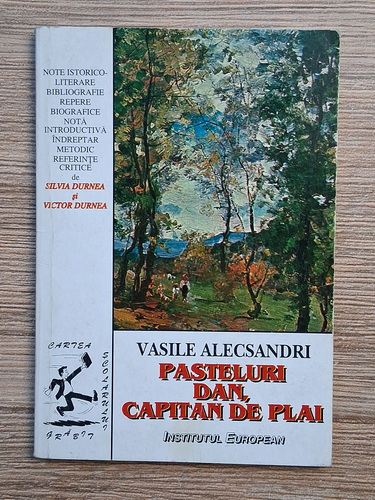 NOTE ISTORICO-
LITERARE
BIBLIOGRAFIE
REPERE
BIOGRAFICE
NOTĂ
INTRODUCTIVĂ
ÎNDREPTAR
METODIC
REFERINȚE
CRITICE
de
SILVIA DURNEA
și
VICTOR DURNEA
CARTEA
ȘCOLARULUI
GRĂBIT
VASILE ALECSANDRI
PASTELURI
DAN,
CAPITAN DE PLAI
INSTITUTUL EUROPEAN